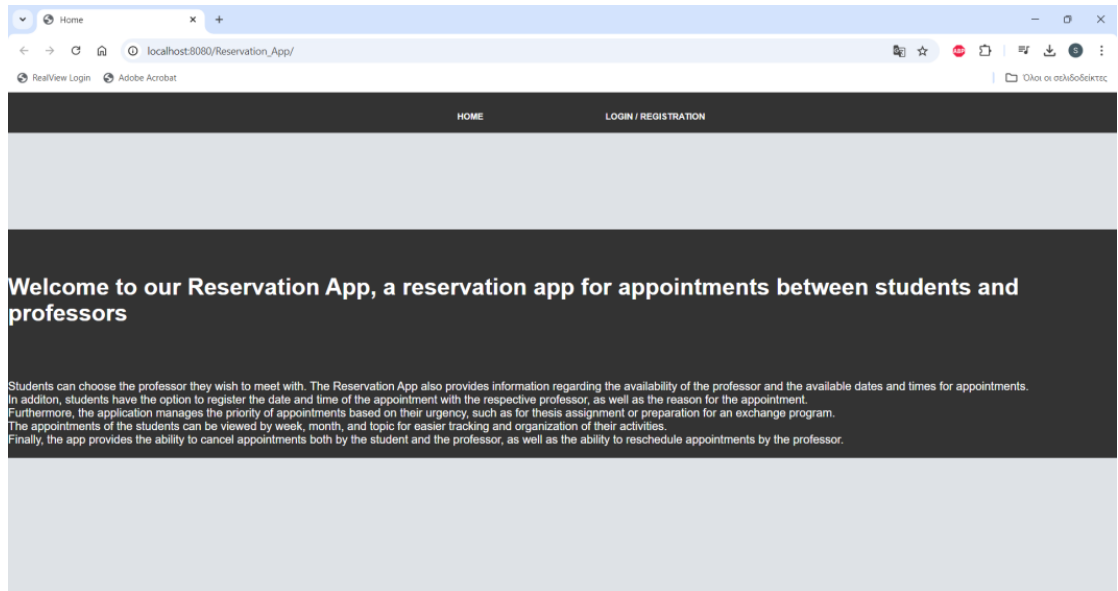 Home
localhost:8080/Reservation_App/
ABP
S
RealView Login Adobe Acrobat Όλοι οι σελιδοδείκτες
HOME LOGIN / REGISTRATION
Welcome to our Reservation App, a reservation app for appointments between students and
professors
Students can choose the professor they wish to meet with. The Reservation App also provides information regarding the availability of the professor and the available dates and times for appointments.
In additon, students have the option to register the date and time of the appointment with the respective professor, as well as the reason for the appointment.
Furthermore, the application manages the priority of appointments based on their urgency, such as for thesis assignment or preparation for an exchange program.
The appointments of the students can be viewed by week, month, and topic for easier tracking and organization of their activities.
Finally, the app provides the ability to cancel appointments both by the student and the professor, as well as the ability to reschedule appointments by the professor.